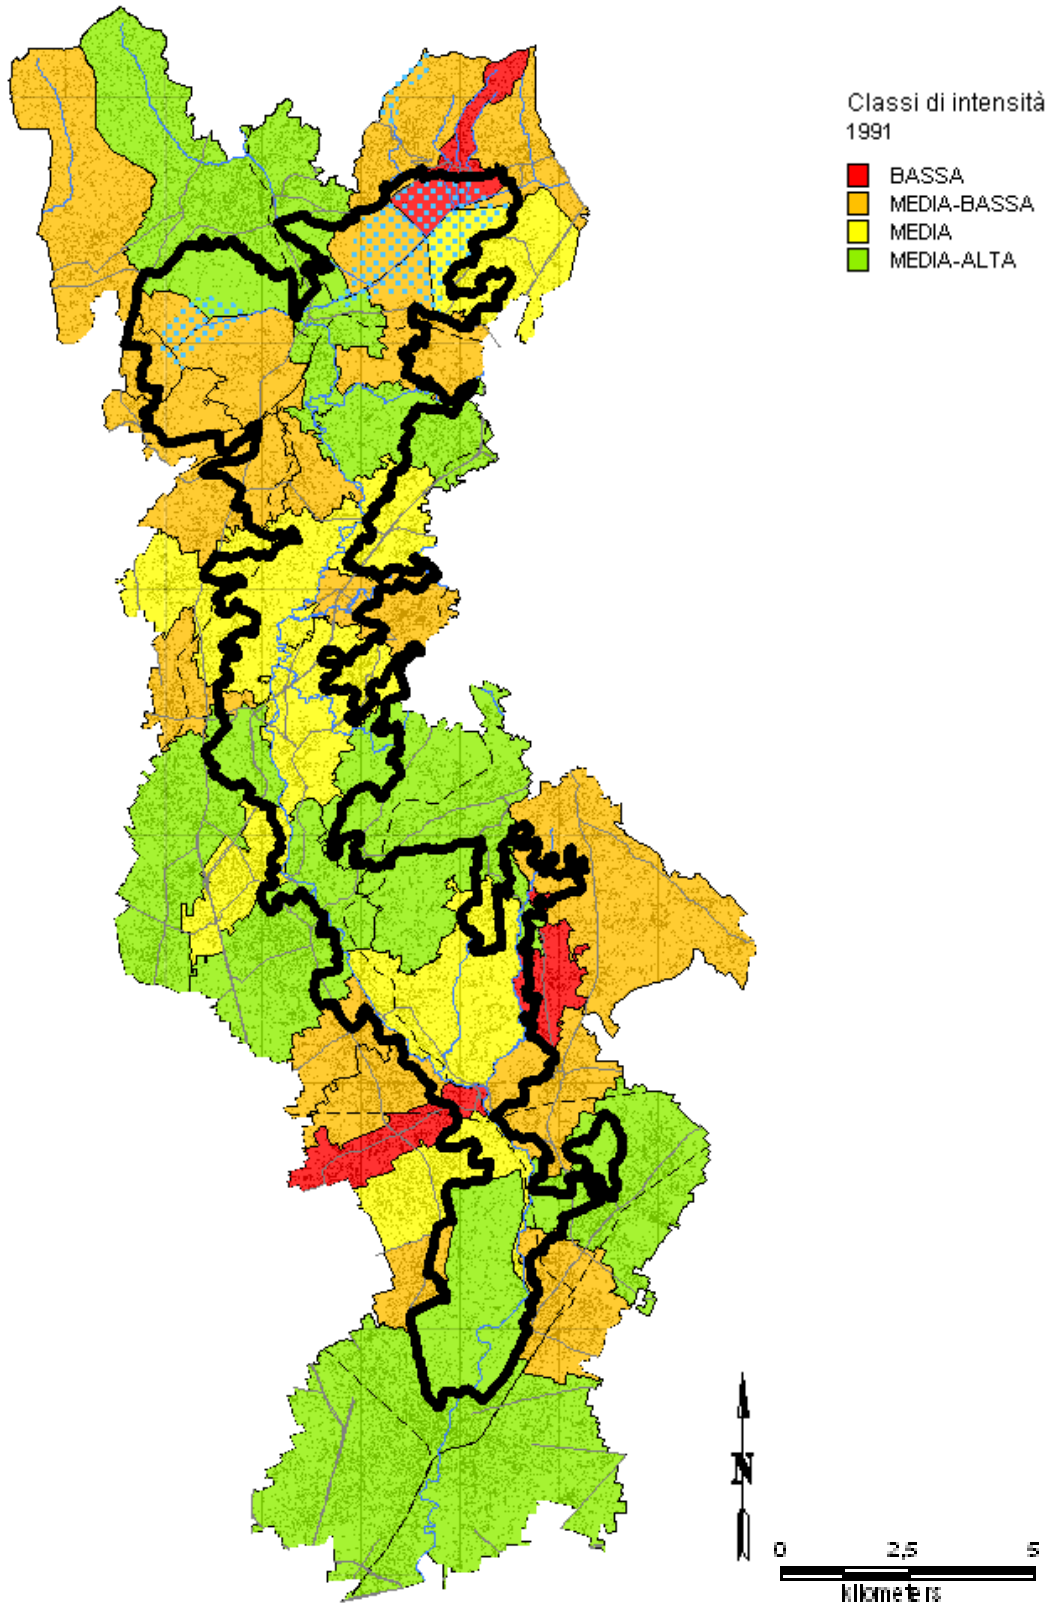 Classi di intensità
1991
BASSA
MEDIA-BASSA
MEDIA
MEDIA-ALTA
N
0 2,5 5
kilometers